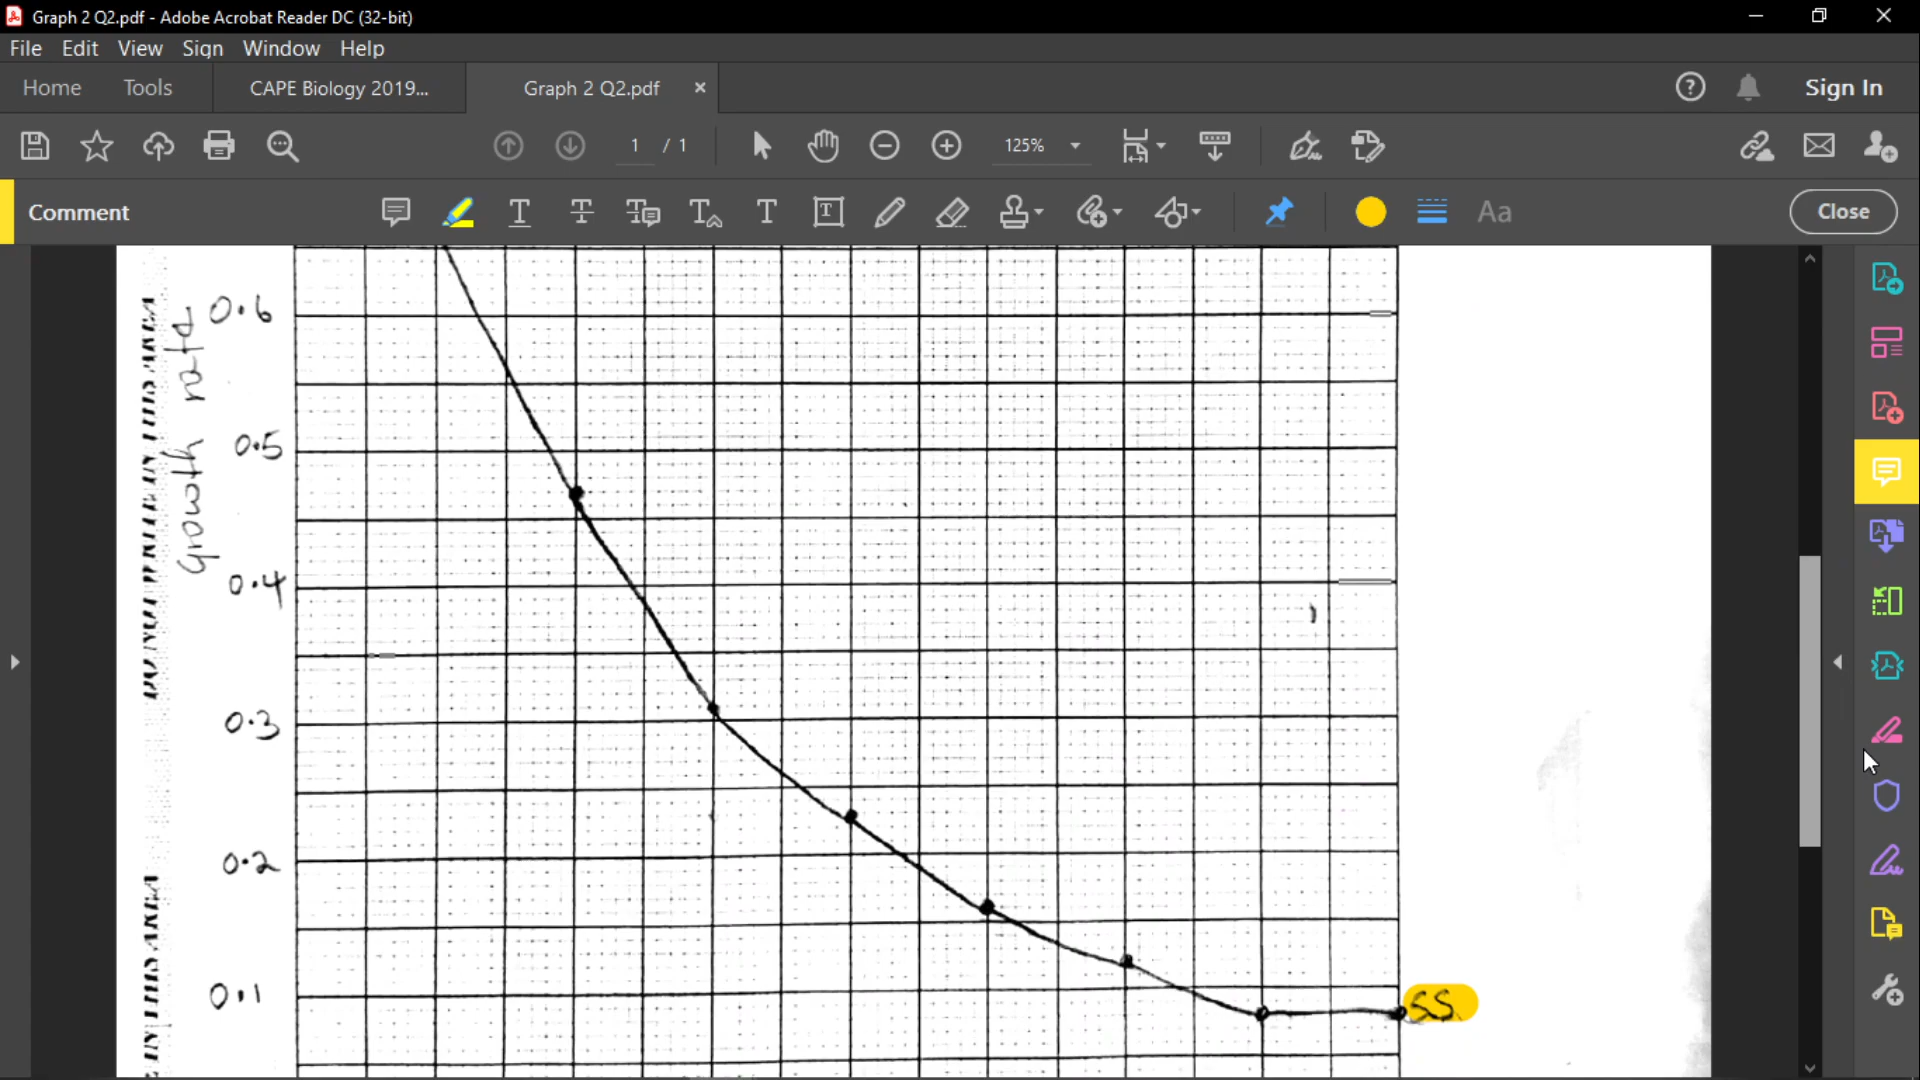 Graph 2 Q2.pdf - Adobe Acrobat Reader DC (32-bit)
File Edit View Sign Window Help
Home Tools CAPE Biology 2019... Graph 2 Q2.pdf × Sign In
1 / 1 125%
Comment Aa Close
0.6
Growth rate
0.5
0.4
0.3
0.2
0.1
SS